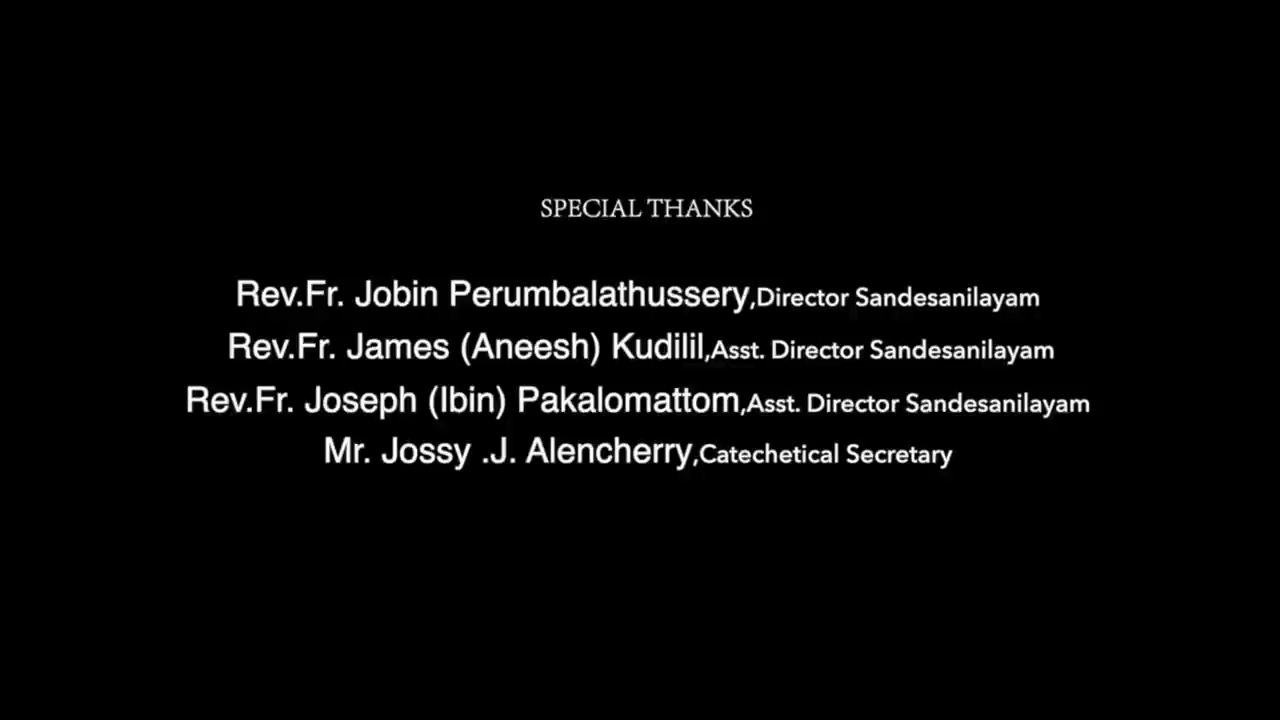 SPECIAL THANKS
Rev.Fr. Jobin Perumbalathussery,Director Sandesanilayam
Rev.Fr. James (Aneesh) Kudilil,Asst. Director Sandesanilayam
Rev.Fr. Joseph (Ibin) Pakalomattom,Asst. Director Sandesanilayam
Mr. Jossy .J. Alencherry,Catechetical Secretary